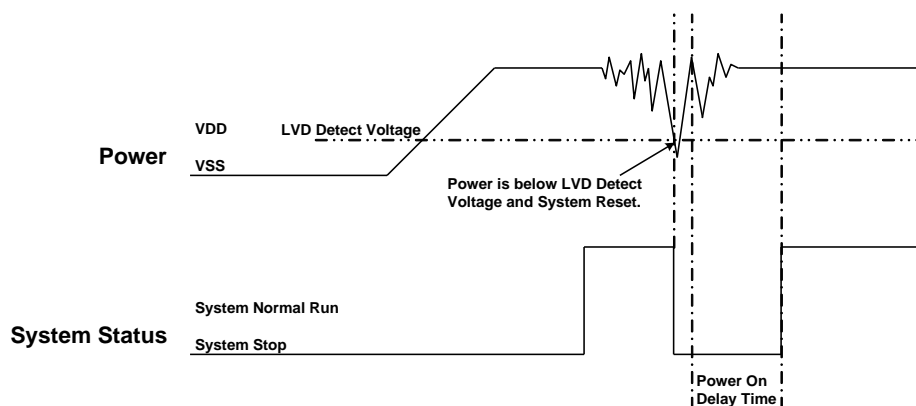 VDD
LVD Detect Voltage
Power
VSS
Power is below LVD Detect
Voltage and System Reset.
System Normal Run
System Status
System Stop
Power On
Delay Time